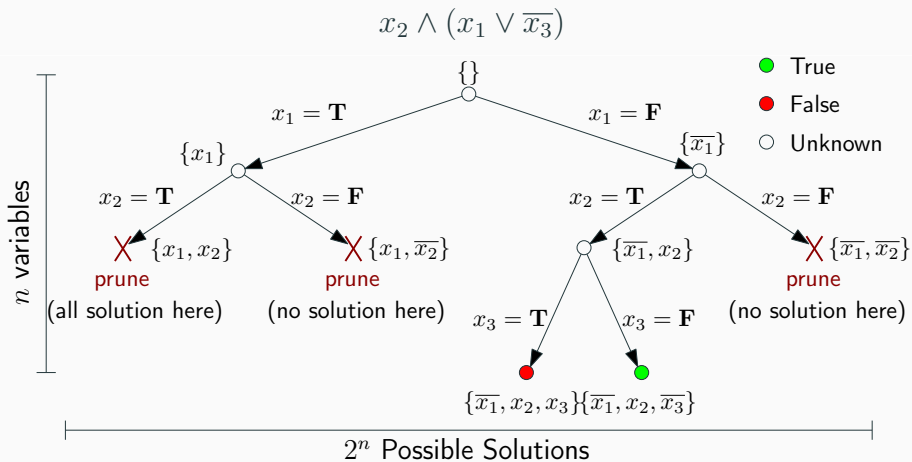 x₂ ∧ (x₁ ∨ x̅₃)
{}
True
False
Unknown
x₁ = T
x₁ = F
{x₁}
{x̅₁}
x₂ = T
x₂ = F
x₂ = T
x₂ = F
{x₁, x₂}
{x₁, x̅₂}
{x̅₁, x₂}
{x̅₁, x̅₂}
prune
prune
prune
(all solution here)
(no solution here)
(no solution here)
n variables
x₃ = T
x₃ = F
{x̅₁, x₂, x₃}
{x̅₁, x₂, x̅₃}
2ⁿ Possible Solutions